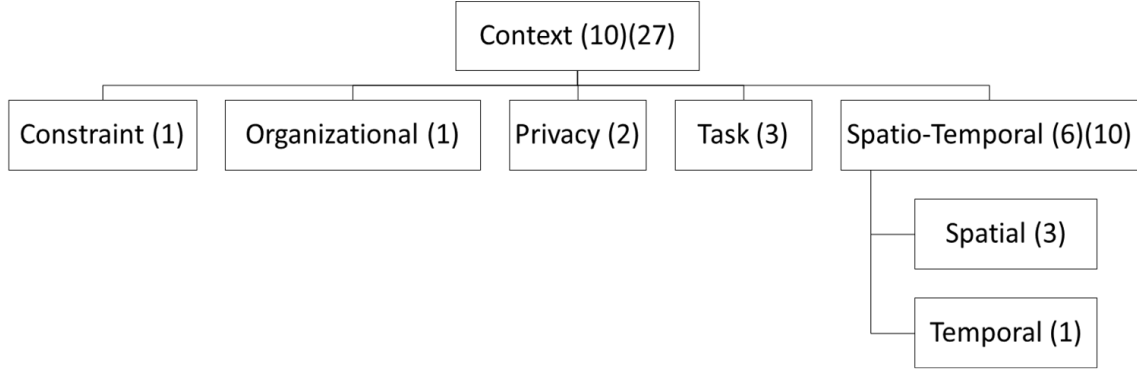 Context (10)(27)
Constraint (1)
Organizational (1)
Privacy (2)
Task (3)
Spatio-Temporal (6)(10)
Spatial (3)
Temporal (1)